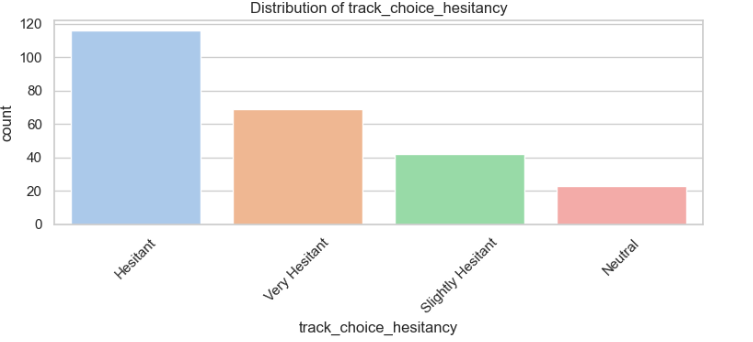 Distribution of track_choice_hesitancy
120
100
80
60
40
20
0
count
Hesitant
Very Hesitant
Slightly Hesitant
Neutral
track_choice_hesitancy